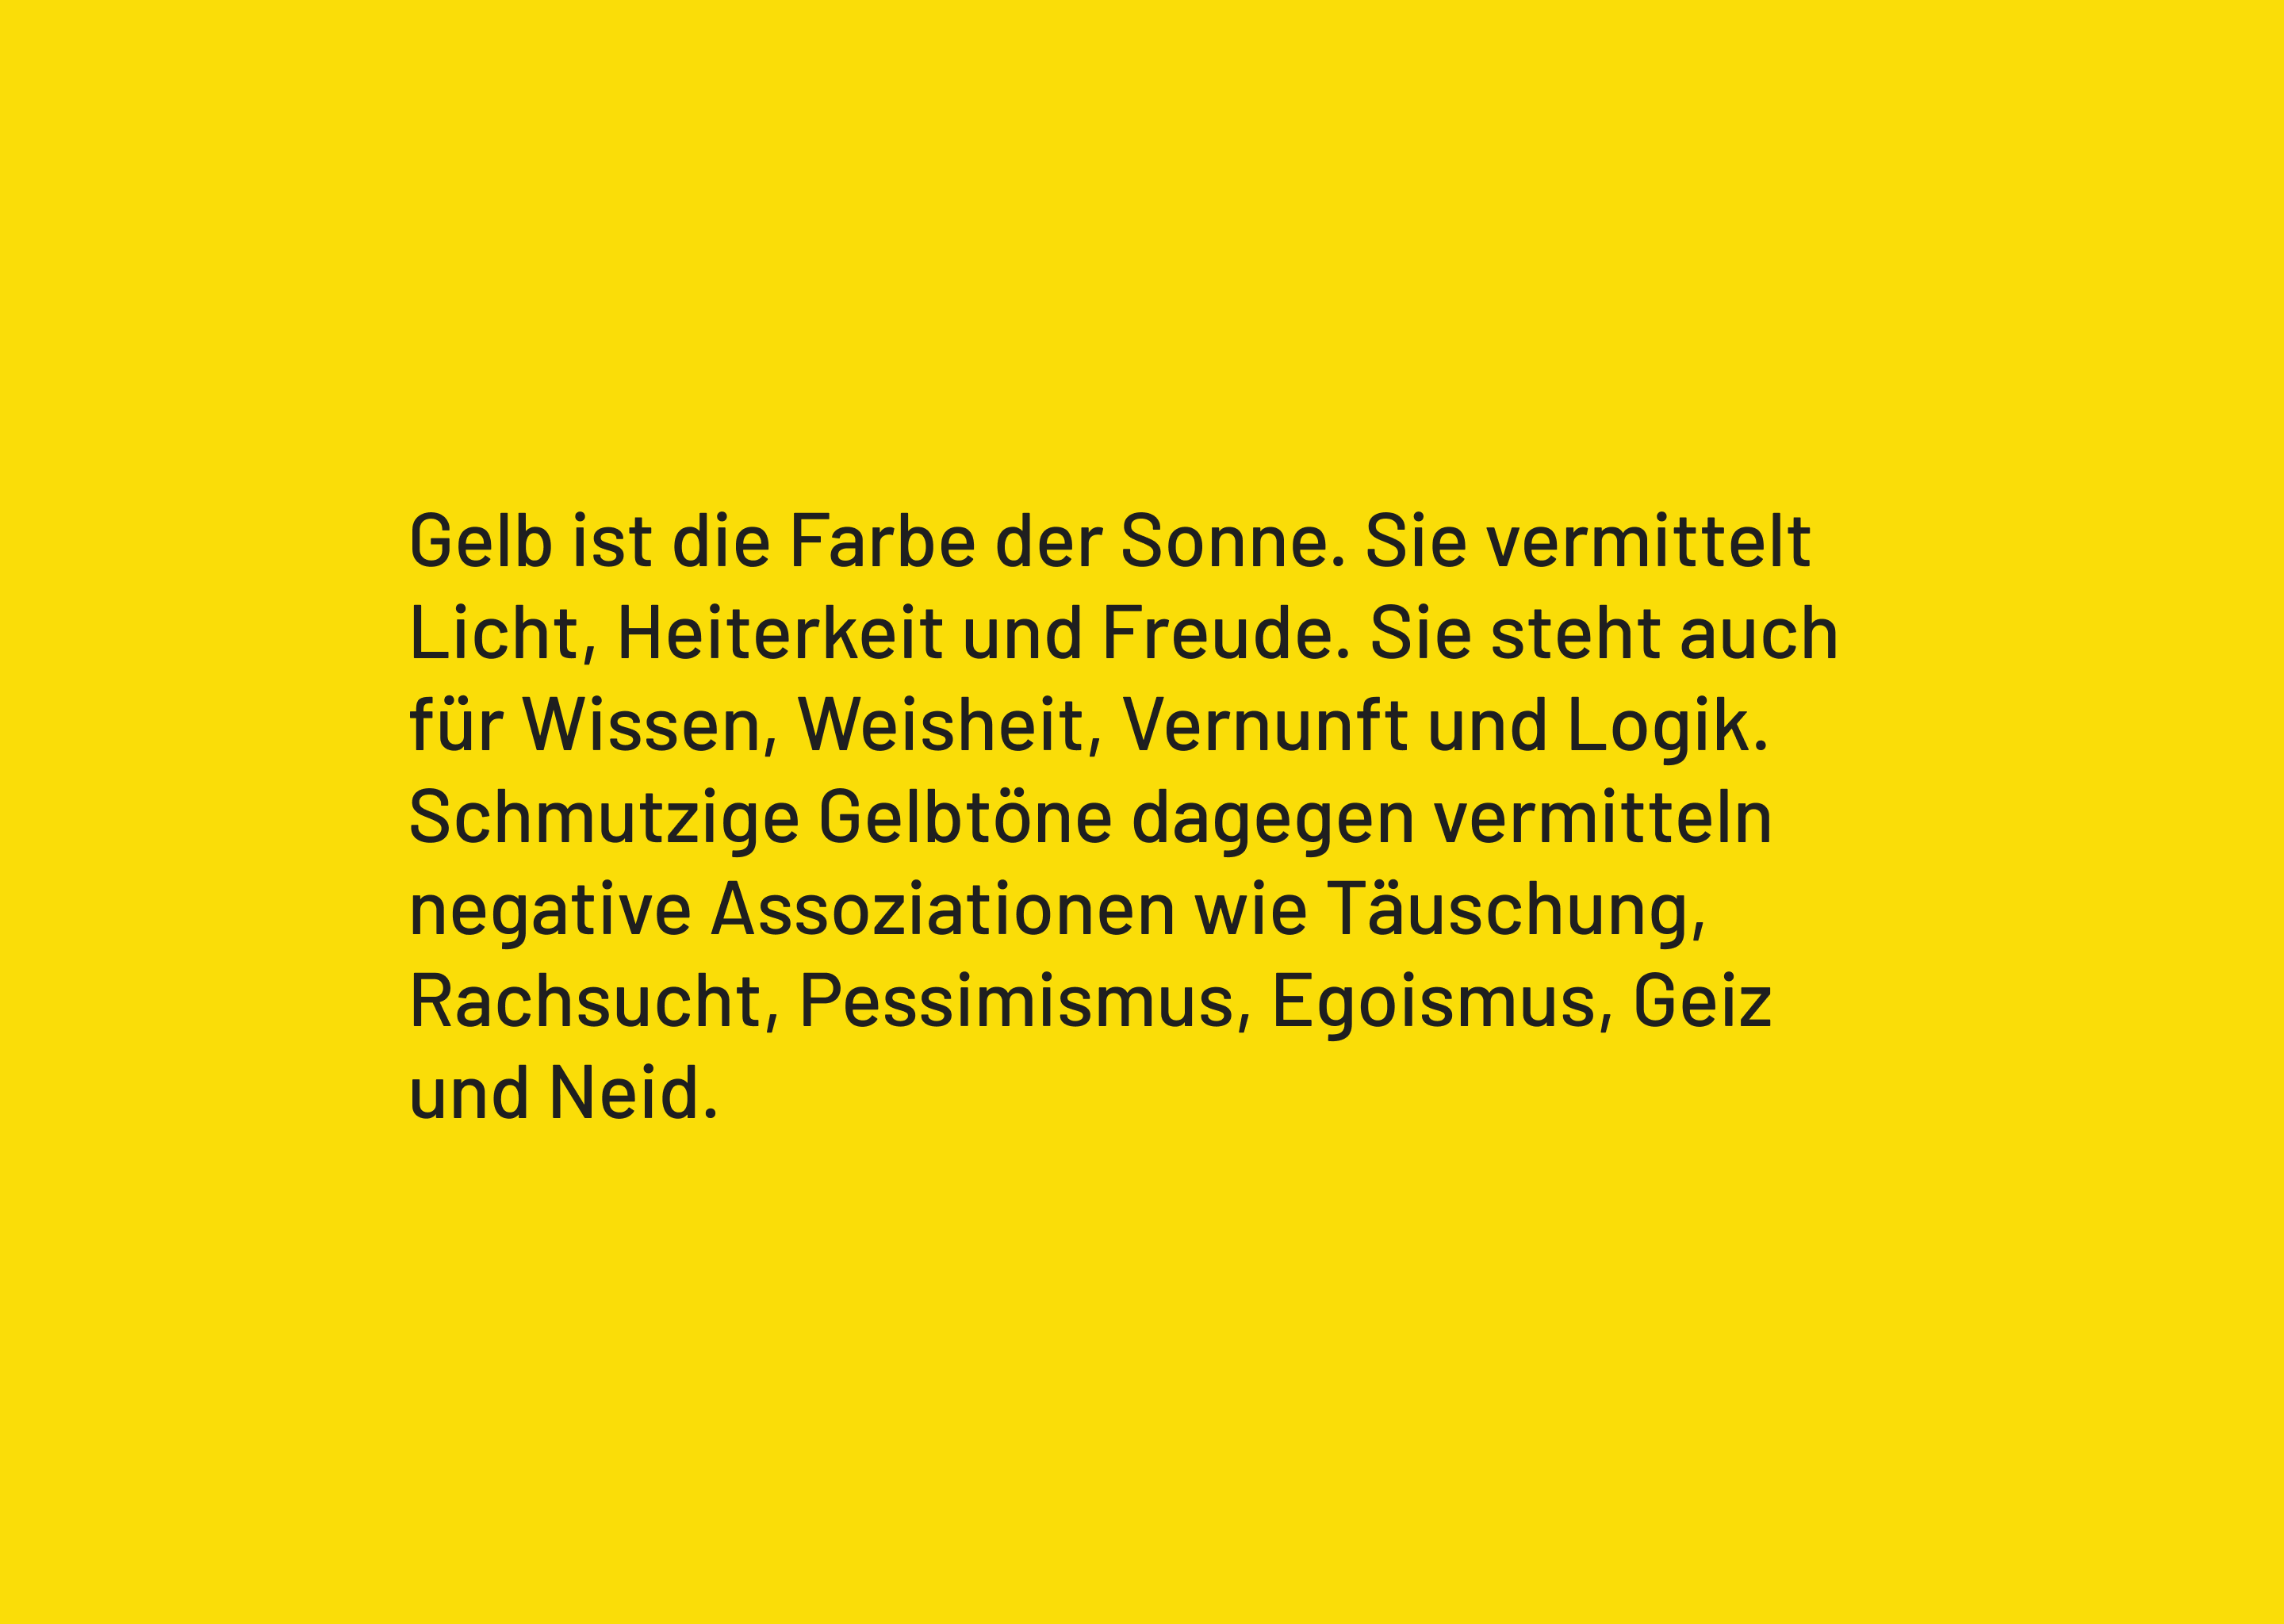 Gelb ist die Farbe der Sonne. Sie vermittelt
Licht, Heiterkeit und Freude. Sie steht auch
für Wissen, Weisheit, Vernunft und Logik.
Schmutzige Gelbtöne dagegen vermitteln
negative Assoziationen wie Täuschung,
Rachsucht, Pessimismus, Egoismus, Geiz
und Neid.